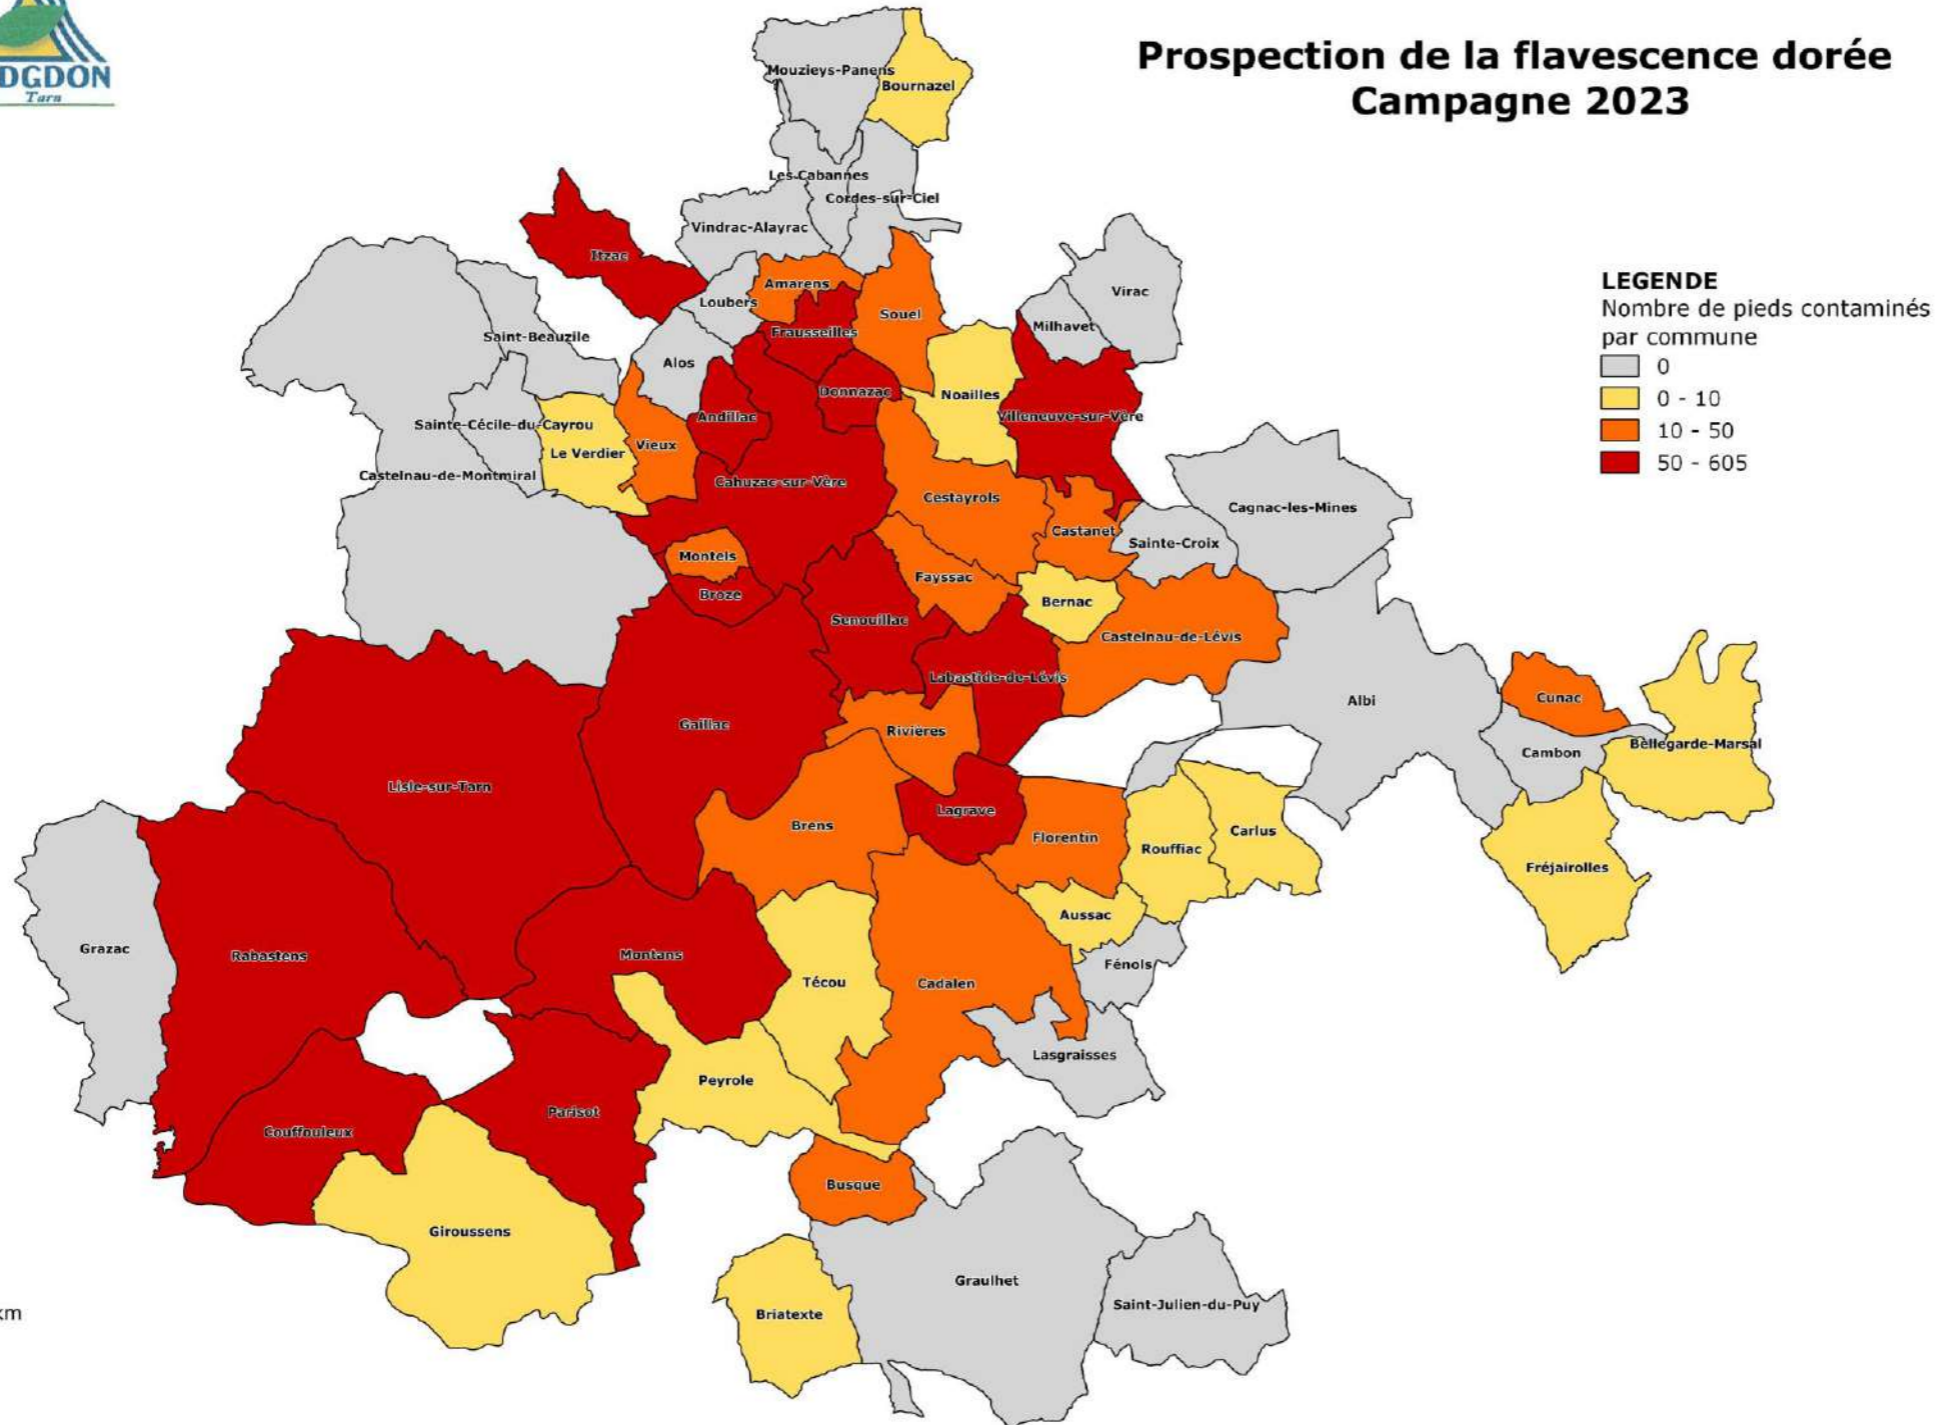 DGDON
Tarn
Prospection de la flavescence dorée
Campagne 2023
LEGENDE
Nombre de pieds contaminés
par commune
0
0 - 10
10 - 50
50 - 605
Mouzieys-Panens
Bournazel
Les Cabannes
Cordes-sur-Ciel
Vindrac-Alayrac
Itzac
Amarens
Loubers
Souel
Virac
Milhavet
Frausseilles
Saint-Beauzile
Alos
Donnazac
Noailles
Andillac
Villeneuve-sur-Vère
Sainte-Cécile-du-Cayrou
Le Verdier
Vieux
Castelnau-de-Montmiral
Cahuzac-sur-Vère
Cestayrols
Cagnac-les-Mines
Castanet
Sainte-Croix
Montels
Fayssac
Broze
Bernac
Senouillac
Castelnau-de-Lévis
Labastide-de-Lévis
Albi
Cunac
Gaillac
Rivières
Cambon
Bellegarde-Marsal
Lisle-sur-Tarn
Lagrave
Brens
Florentin
Carlus
Rouffiac
Fréjairolles
Aussac
Grazac
Rabastens
Montans
Fénols
Técou
Cadalen
Lasgraisses
Peyrole
Parisot
Couffouleux
Busque
Giroussens
Graulhet
Saint-Julien-du-Puy
Briatexte
km